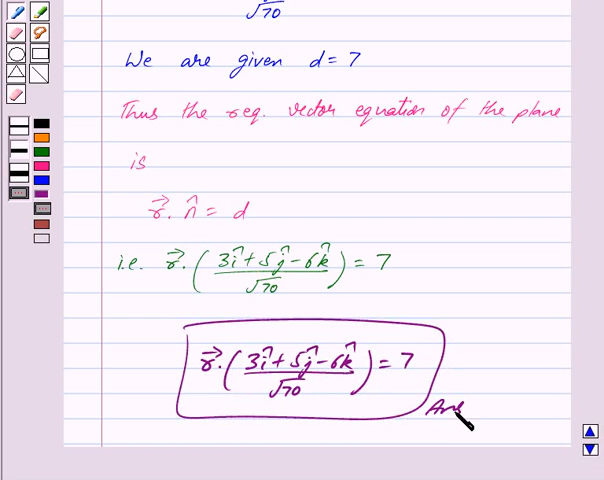 √70
We are given d = 7
Thus the req. vector equation of the plane
is
r⃗. n̂ = d
i.e. r⃗. ( 3î + 5ĵ - 6k̂ / √70 ) = 7
r⃗. ( 3î + 5ĵ - 6k̂ / √70 ) = 7
Ans